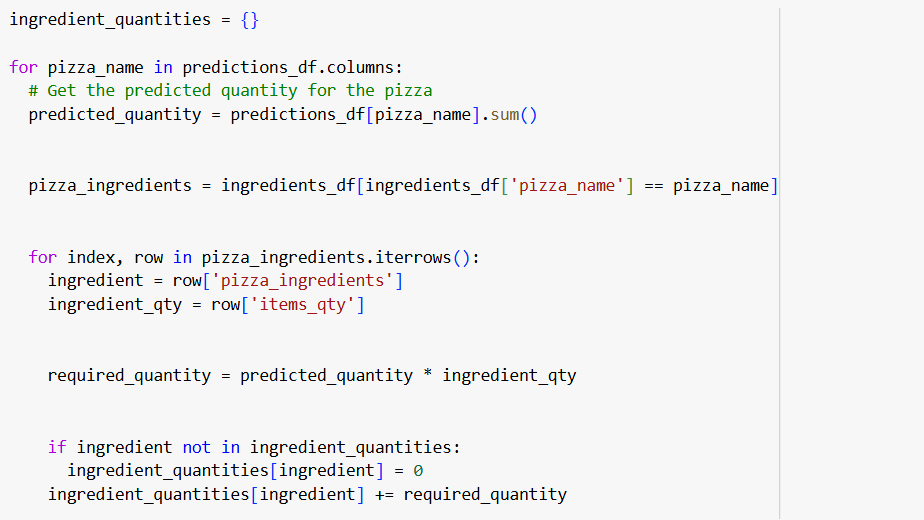 ingredient_quantities = {}
for pizza_name in predictions_df.columns:
# Get the predicted quantity for the pizza
predicted_quantity = predictions_df[pizza_name].sum()
pizza_ingredients = ingredients_df[ingredients_df['pizza_name'] == pizza_name]
for index, row in pizza_ingredients.iterrows():
ingredient = row['pizza_ingredients']
ingredient_qty = row['items_qty']
required_quantity = predicted_quantity * ingredient_qty
if ingredient not in ingredient_quantities:
ingredient_quantities[ingredient] = 0
ingredient_quantities[ingredient] += required_quantity